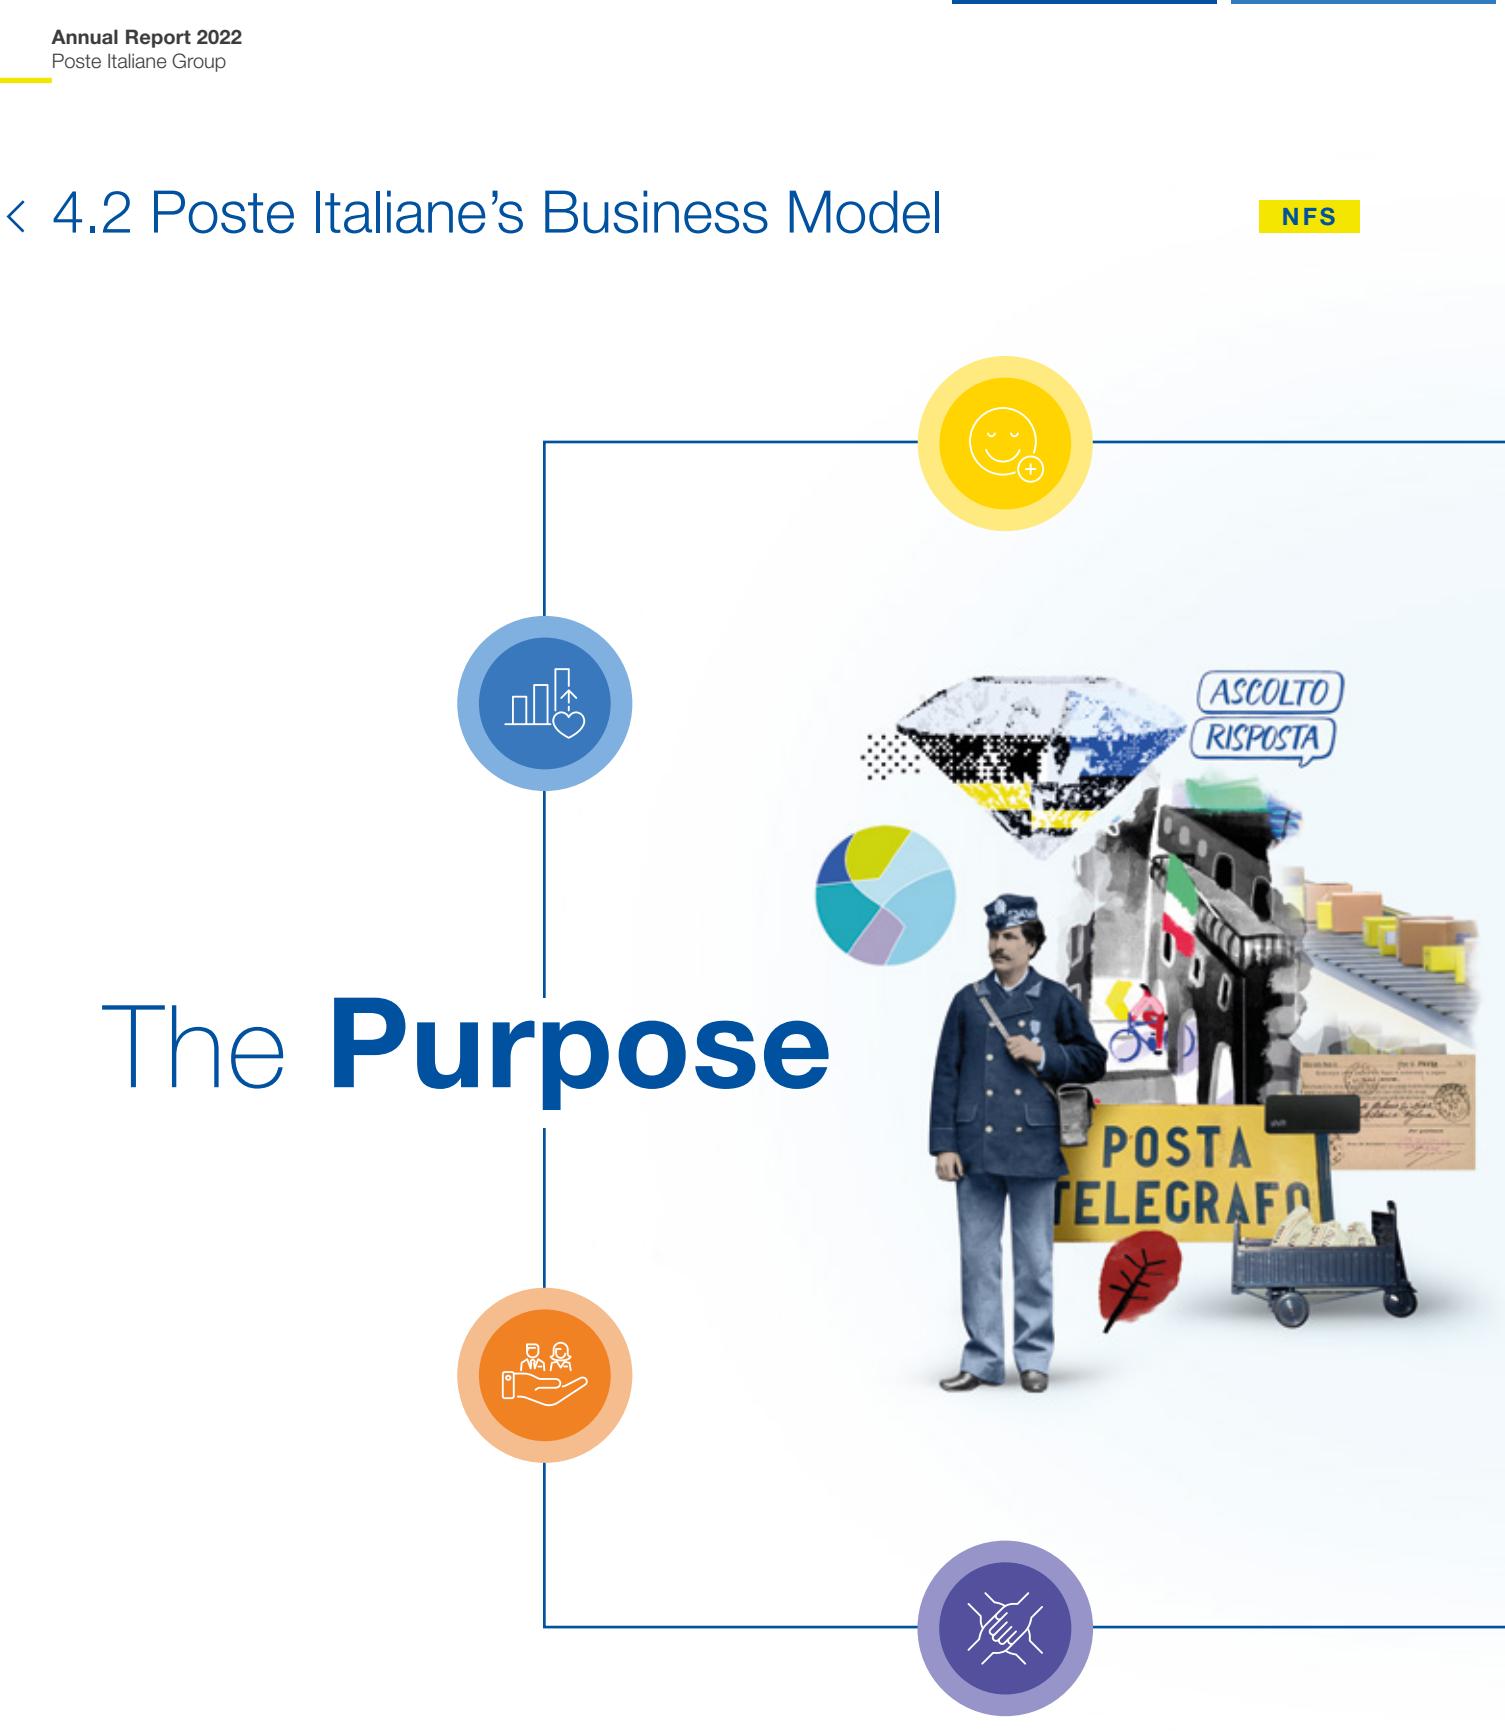 Annual Report 2022
Poste Italiane Group
< 4.2 Poste Italiane's Business Model
NFS
ASCOLTO
RISPOSTA
The Purpose
POSTA
TELEGRAFO